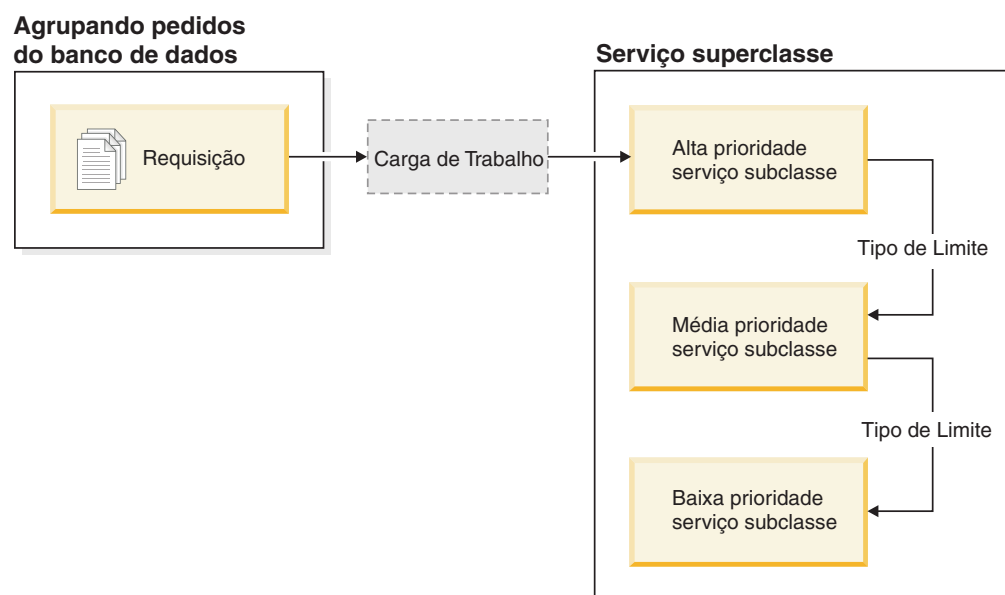 Agrupando pedidos
do banco de dados
Serviço superclasse
Requisição
Carga de Trabalho
Alta prioridade
serviço subclasse
Tipo de Limite
Média prioridade
serviço subclasse
Tipo de Limite
Baixa prioridade
serviço subclasse